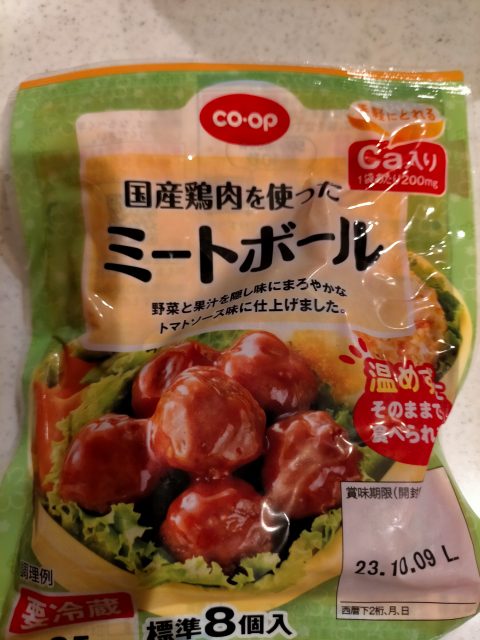 co·op
軽にとれる
Ca入り
1袋あたり200mg
国産鶏肉を使った
ミートボール
野菜と果汁を隠し味にまろやかな
トマトソース味に仕上げました。
温めずに
そのままで
食べられ
賞味期限(開封
23.10.09 L
西暦下2桁、月、日
調理例
要冷蔵
標準8個入